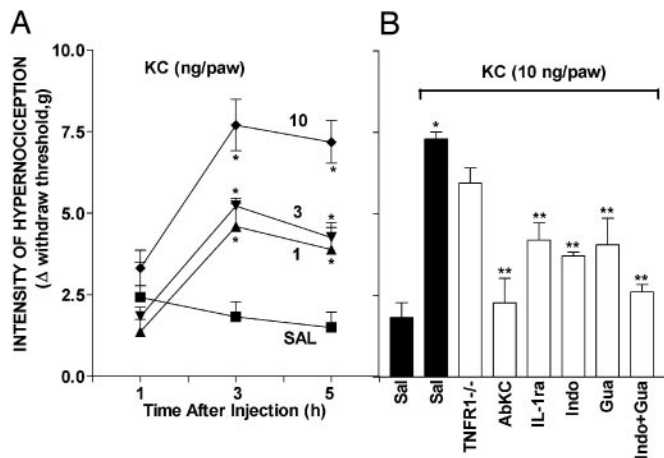 A
B
INTENSITY OF HYPERNOCICEPTION
(Δ withdraw threshold,g)
10.0
7.5
5.0
2.5
0.0
KC (ng/paw)
10
*
*
*
*
3
*
*
1
SAL
1
3
5
Time After Injection (h)
KC (10 ng/paw)
*
**
**
**
**
**
Sal
Sal
TNFR1-/-
AbKC
IL-1ra
Indo
Gua
Indo+Gua